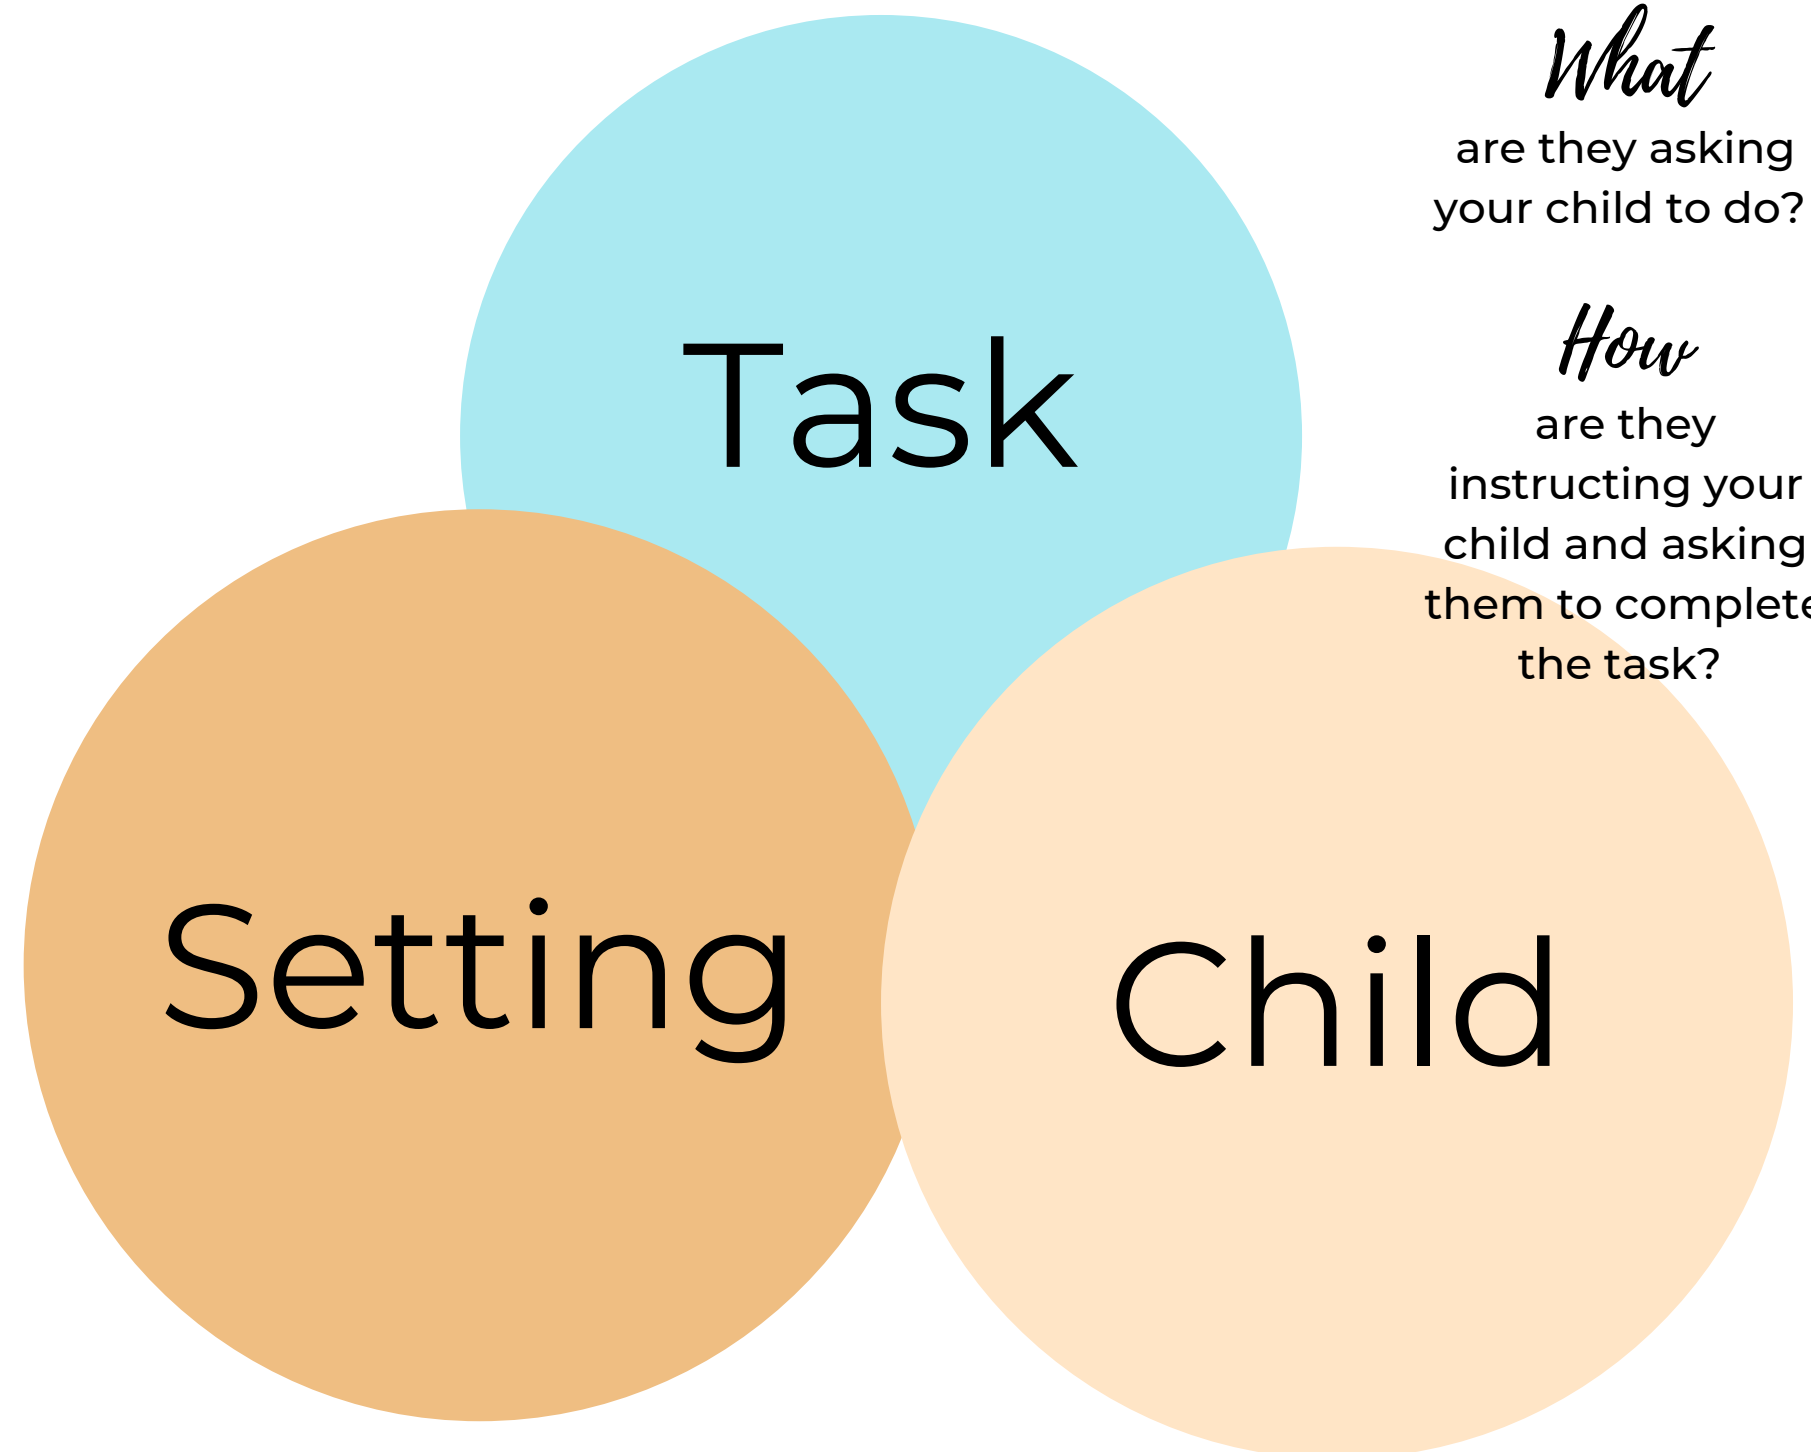 What
are they asking
your child to do?
How
are they
instructing your
child and asking
them to complete
the task?
Task
Setting
Child